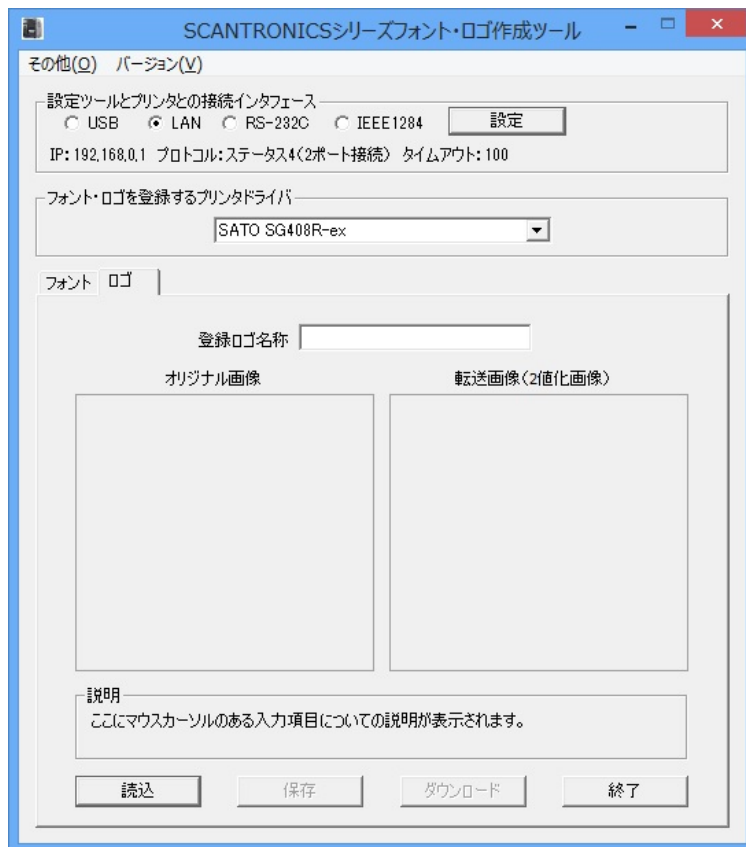 SCANTRONICSシリーズフォント・ロゴ作成ツール
その他(O) バージョン(V)
設定ツールとプリンタとの接続インタフェース
USB LAN RS-232C IEEE1284 設定
IP:192.168.0.1 プロトコル:ステータス4(2ポート接続) タイムアウト:100
フォント・ロゴを登録するプリンタドライバ
SATO SG408R-ex
フォント ロゴ
登録ロゴ名称
オリジナル画像 転送画像(2値化画像)
説明
ここにマウスカーソルのある入力項目についての説明が表示されます。
読込 保存 ダウンロード 終了